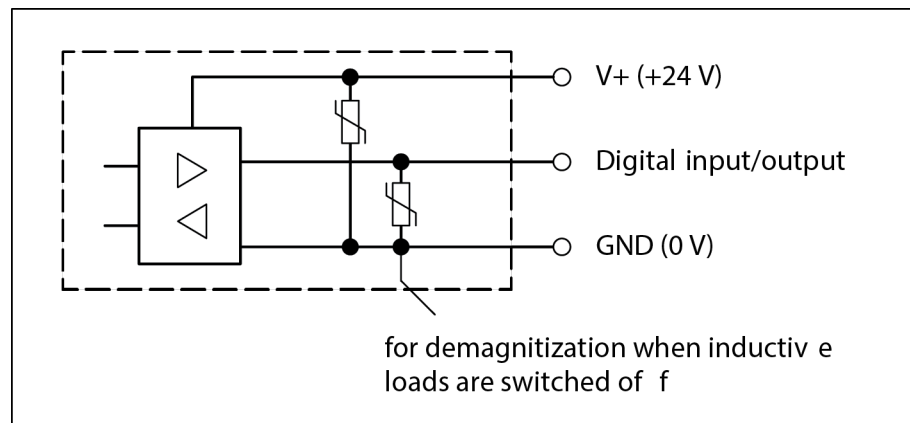 V+ (+24 V)
Digital input/output
GND (0 V)
for demagnitization when inductiv e
loads are switched of f